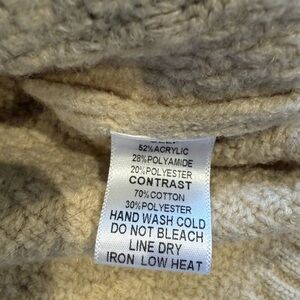 SELF
52%ACRYLIC
28%POLYAMIDE
20%POLYESTER
CONTRAST
70%COTTON
30%POLYESTER
HAND WASH COLD
DO NOT BLEACH
LINE DRY
IRON LOW HEAT